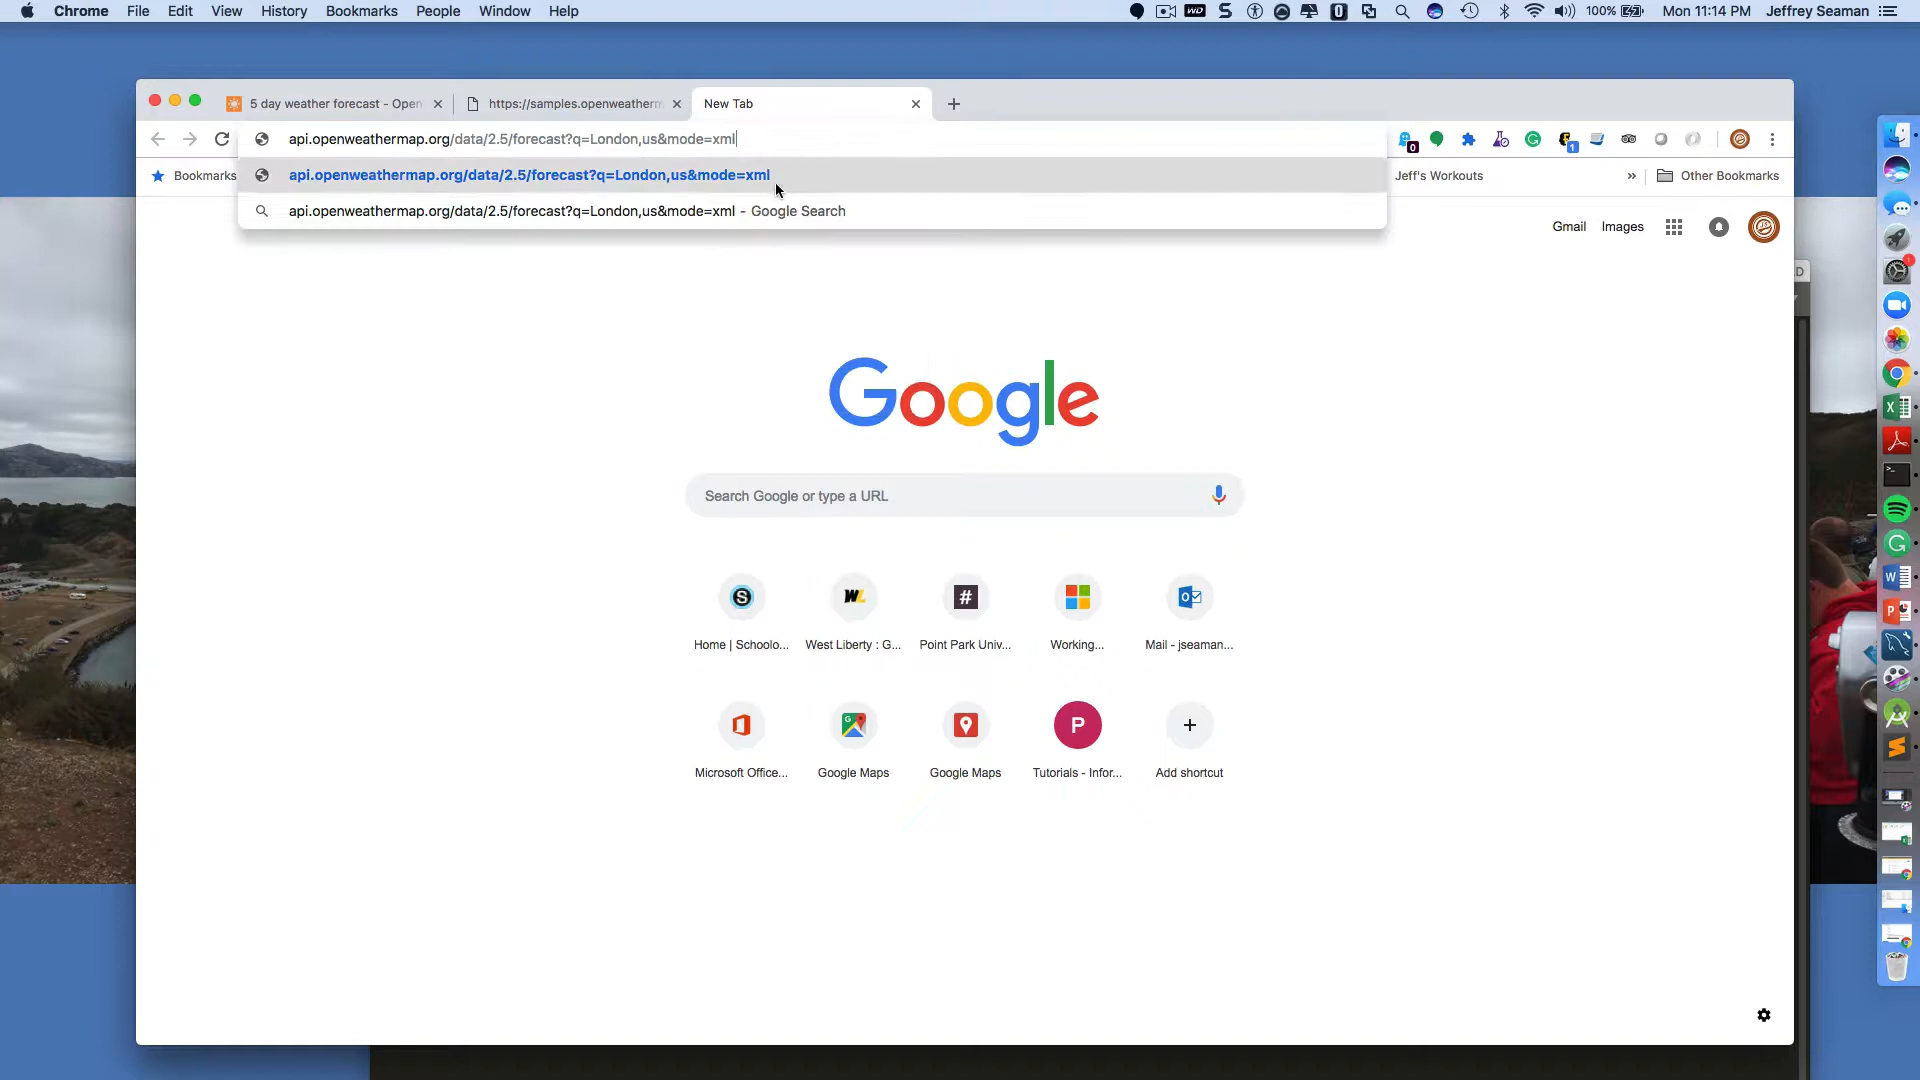 Chrome File Edit View History Bookmarks People Window Help
WD S 100% Mon 11:14 PM Jeffrey Seaman
5 day weather forecast - Open
https://samples.openweatherm
New Tab
api.openweathermap.org/data/2.5/forecast?q=London,us&mode=xml
0 1
Bookmarks
api.openweathermap.org/data/2.5/forecast?q=London,us&mode=xml
Jeff's Workouts » Other Bookmarks
api.openweathermap.org/data/2.5/forecast?q=London,us&mode=xml - Google Search
Gmail Images
Google
Search Google or type a URL
S WL #
Home | Schoolo... West Liberty : G... Point Park Univ... Working... Mail - jseaman...
P +
Microsoft Office... Google Maps Google Maps Tutorials - Infor... Add shortcut